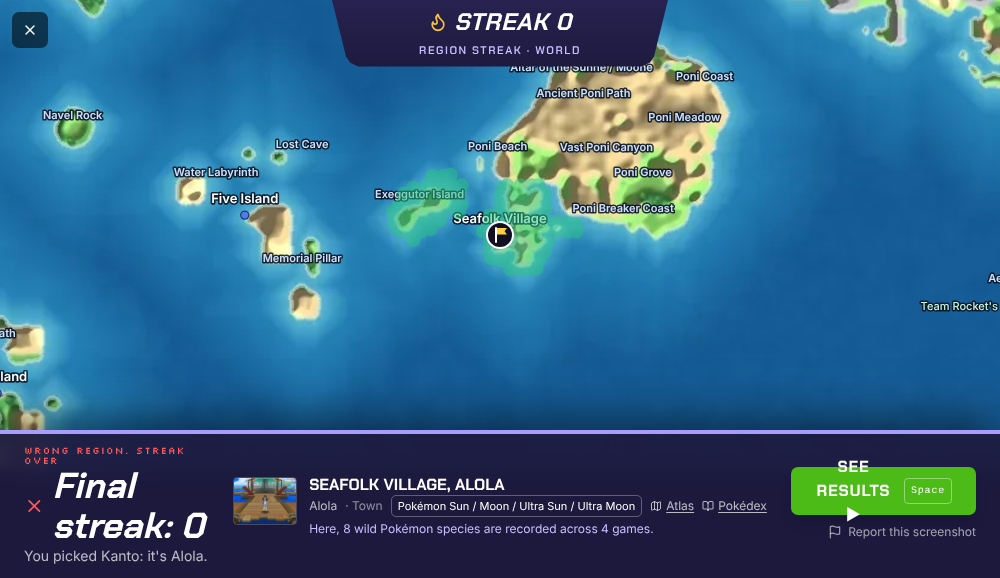 STREAK 0
REGION STREAK · WORLD
Altar of the Sunne / Moone
Poni Coast
Ancient Poni Path
Navel Rock
Poni Meadow
Lost Cave
Poni Beach
Vast Poni Canyon
Water Labyrinth
Poni Grove
Five Island
Exeggutor Island
Seafolk Village
Poni Breaker Coast
Memorial Pillar
Ae
Team Rocket's
ath
land
WRONG REGION. STREAK
OVER
Final
streak: 0
You picked Kanto: it's Alola.
SEAFOLK VILLAGE, ALOLA
Alola · Town Pokémon Sun / Moon / Ultra Sun / Ultra Moon Atlas Pokédex
Here, 8 wild Pokémon species are recorded across 4 games.
SEE
RESULTS Space
Report this screenshot